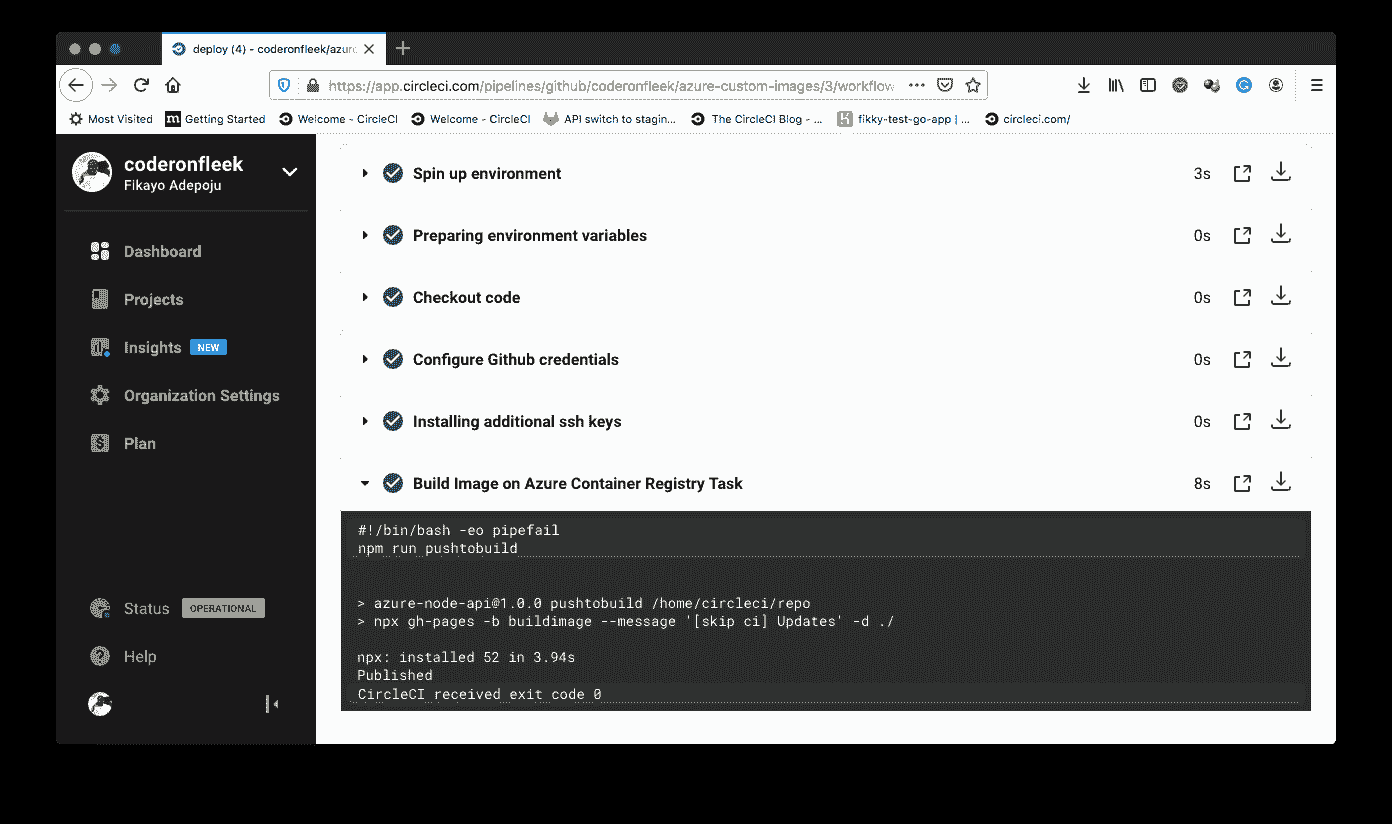 deploy (4) - coderonfleek/azure
https://app.circleci.com/pipelines/github/coderonfleek/azure-custom-images/3/workflow
Most Visited Getting Started Welcome - CircleCI Welcome - CircleCI API switch to stagin... The CircleCI Blog - ... fikky-test-go-app | ... circleci.com/
coderonfleek
Fikayo Adepoju
Dashboard
Projects
Insights NEW
Organization Settings
Plan
Status OPERATIONAL
Help
Spin up environment 3s
Preparing environment variables 0s
Checkout code 0s
Configure Github credentials 0s
Installing additional ssh keys 0s
Build Image on Azure Container Registry Task 8s
#!/bin/bash -eo pipefail
npm run pushtobuild
> azure-node-api@1.0.0 pushtobuild /home/circleci/repo
> npx gh-pages -b buildimage --message '[skip ci] Updates' -d ./
npx: installed 52 in 3.94s
Published
CircleCI received exit code 0